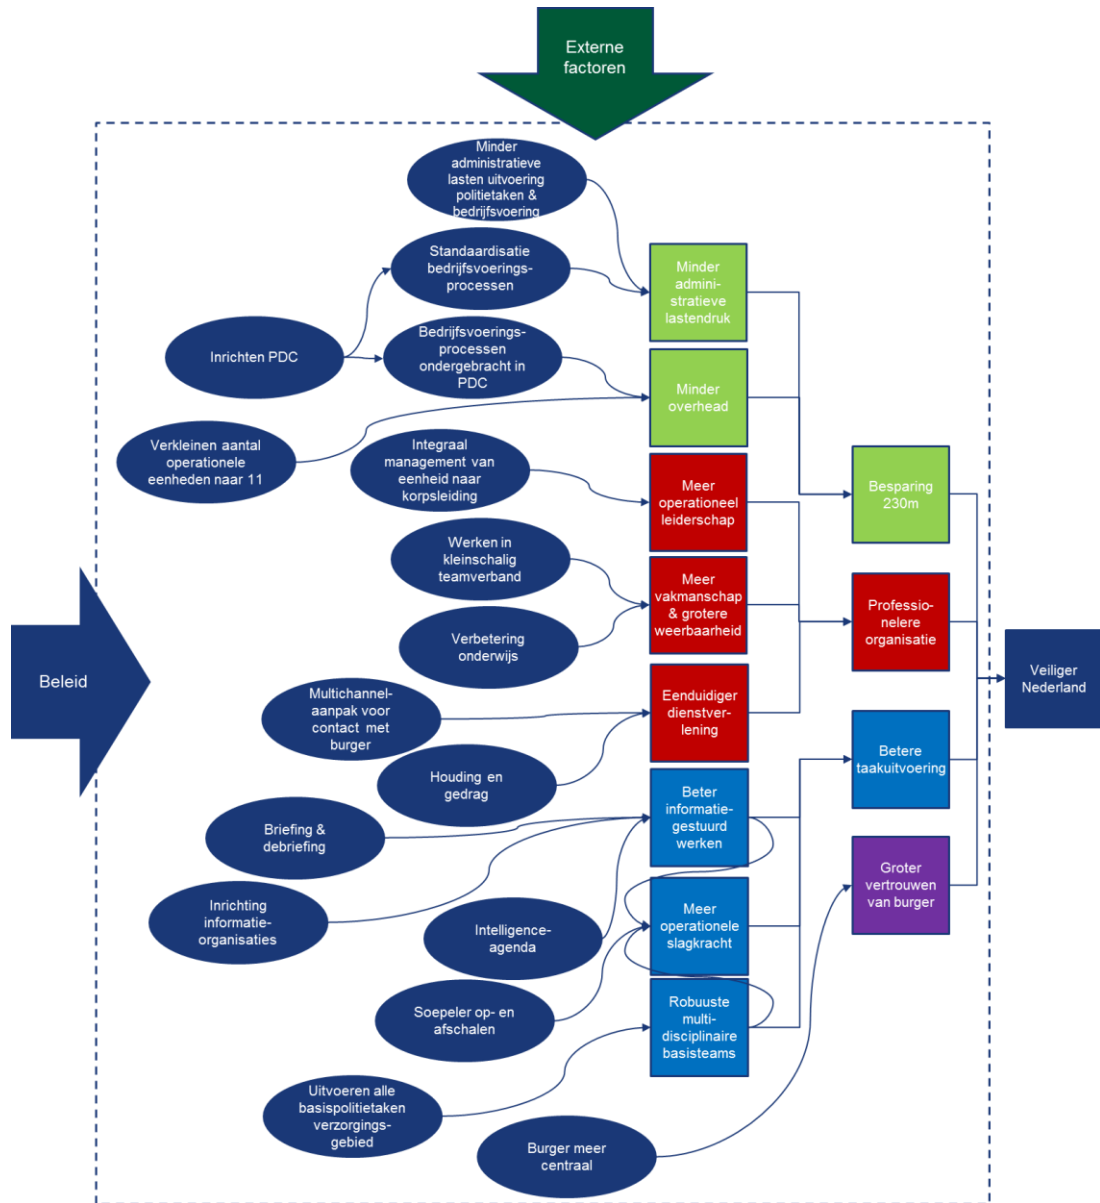 Externe
factoren
Minder
administratieve
lasten uitvoering
politietaken &
bedrijfsvoering
Standaardisatie
bedrijfsvoerings-
processen
Minder
admini-
stratieve
lastendruk
Inrichten PDC
Bedrijfsvoerings-
processen
ondergebracht in
PDC
Minder
overhead
Verkleinen aantal
operationele
eenheden naar 11
Integraal
management van
eenheid naar
korpsleiding
Meer
operationeel
leiderschap
Besparing
230m
Werken in
kleinschalig
teamverband
Meer
vakmanschap
& grotere
weerbaarheid
Professio-
nelere
organisatie
Verbetering
onderwijs
Beleid
Veiliger
Nederland
Multichannel-
aanpak voor
contact met
burger
Eenduidiger
dienstver-
lening
Betere
taakuitvoering
Houding en
gedrag
Beter
informatie-
gestuurd
werken
Briefing &
debriefing
Groter
vertrouwen
van burger
Inrichting
informatie-
organisaties
Intelligence-
agenda
Meer
operationele
slagkracht
Soepeler op- en
afschalen
Robuuste
multi-
disciplinaire
basisteams
Uitvoeren alle
basispolitietaken
verzorgings-
gebied
Burger meer
centraal